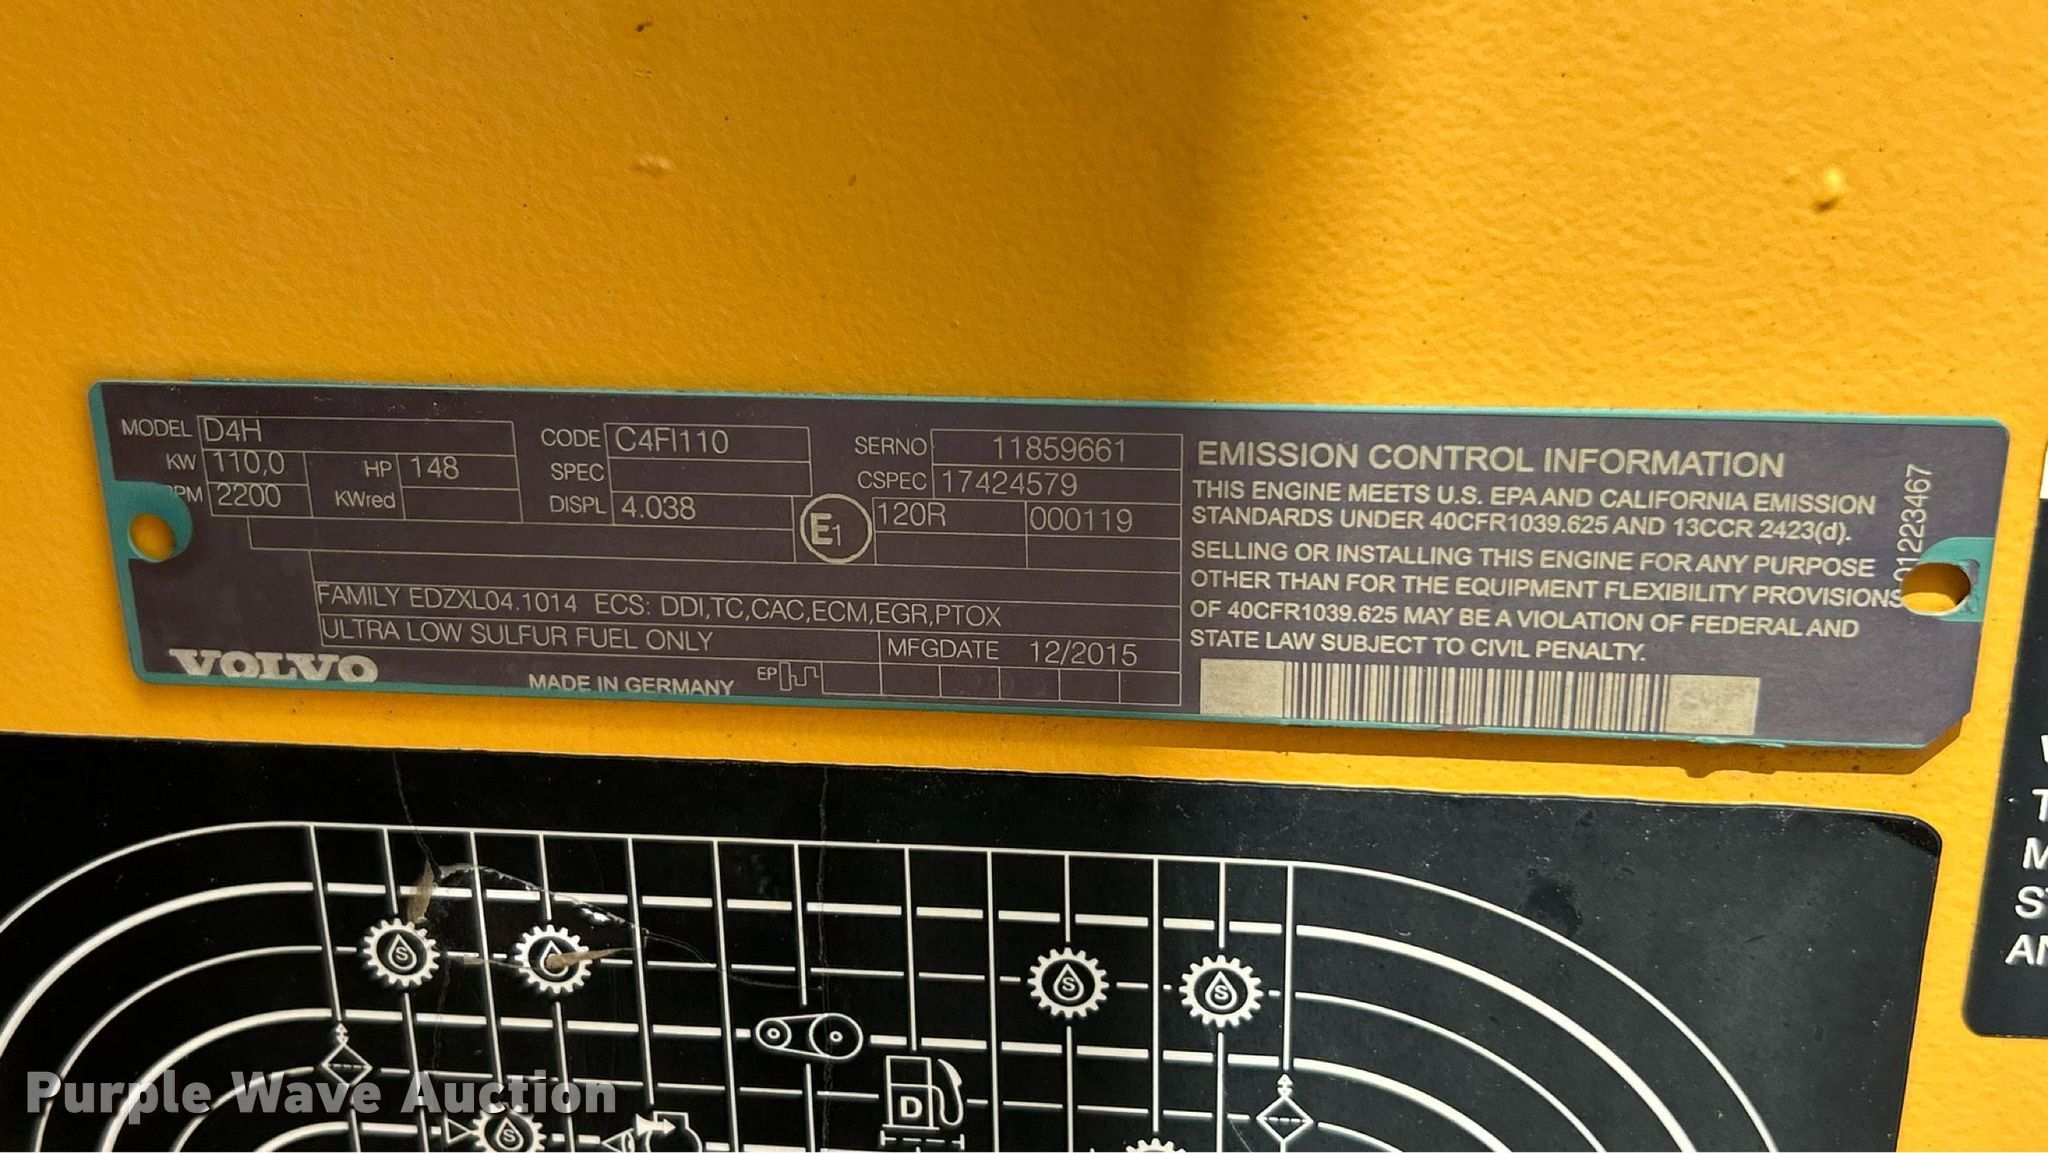 MODEL D4H
KW 110,0 HP 148
RPM 2200 KWred
CODE C4FI110
SPEC
DISPL 4.038
SERNO 11859661
CSPEC 17424579
E1 120R 000119
FAMILY EDZXL04.1014 ECS: DDI,TC,CAC,ECM,EGR,PTOX
ULTRA LOW SULFUR FUEL ONLY MFGDATE 12/2015
VOLVO MADE IN GERMANY EP
EMISSION CONTROL INFORMATION
THIS ENGINE MEETS U.S. EPA AND CALIFORNIA EMISSION
STANDARDS UNDER 40CFR1039.625 AND 13CCR 2423(d).
SELLING OR INSTALLING THIS ENGINE FOR ANY PURPOSE
OTHER THAN FOR THE EQUIPMENT FLEXIBILITY PROVISIONS
OF 40CFR1039.625 MAY BE A VIOLATION OF FEDERAL AND
STATE LAW SUBJECT TO CIVIL PENALTY.
01223467
S
S
S
D
S
Purple Wave Auction